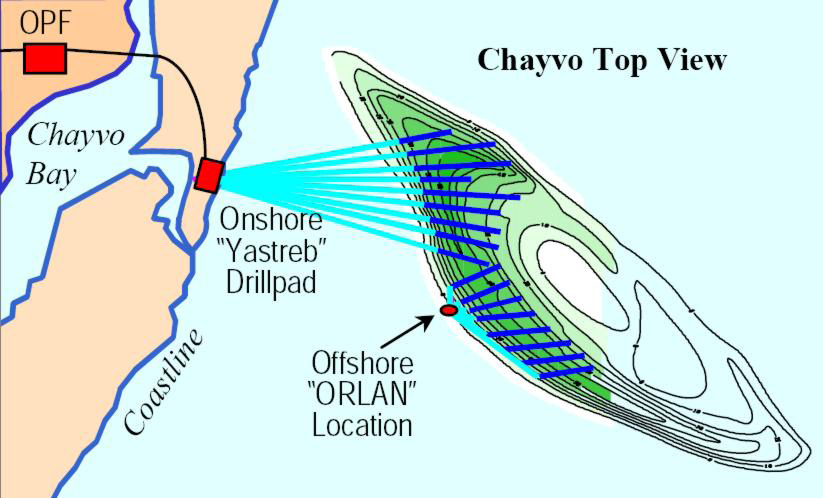 OPF
Chayvo Top View
Chayvo
Bay
Onshore
"Yastreb"
Drillpad
Coastline
Offshore
"ORLAN"
Location